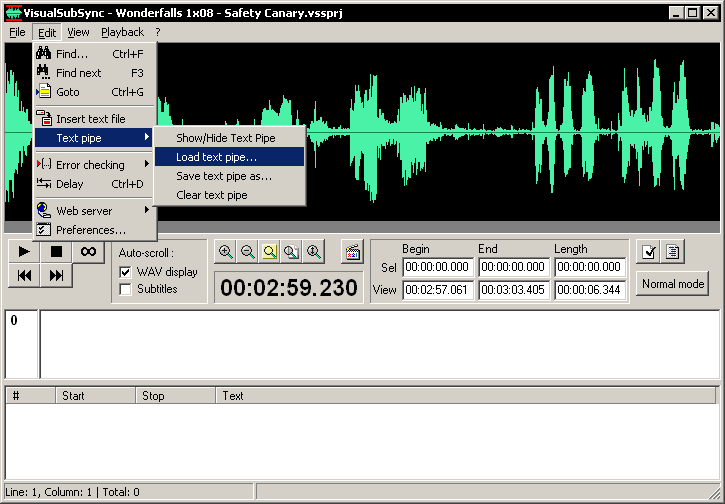 VisualSubSync - Wonderfalls 1x08 - Safety Canary.vssprj
File Edit View Playback ?
Find... Ctrl+F
Find next F3
Goto Ctrl+G
Insert text file
Text pipe
Show/Hide Text Pipe
Load text pipe...
Save text pipe as...
Clear text pipe
Error checking
Delay Ctrl+D
Web server
Preferences...
Auto-scroll :
WAV display
Subtitles
00:02:59.230
Begin End Length
Sel 00:00:00.000 00:00:00.000 00:00:00.000
View 00:02:57.061 00:03:03.405 00:00:06.344
Normal mode
0
# Start Stop Text
Line: 1, Column: 1 | Total: 0